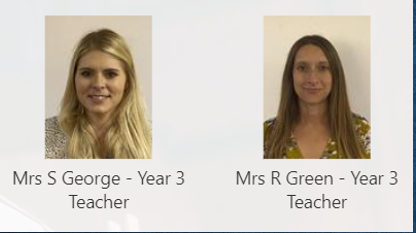 Mrs S George - Year 3
Teacher
Mrs R Green - Year 3
Teacher